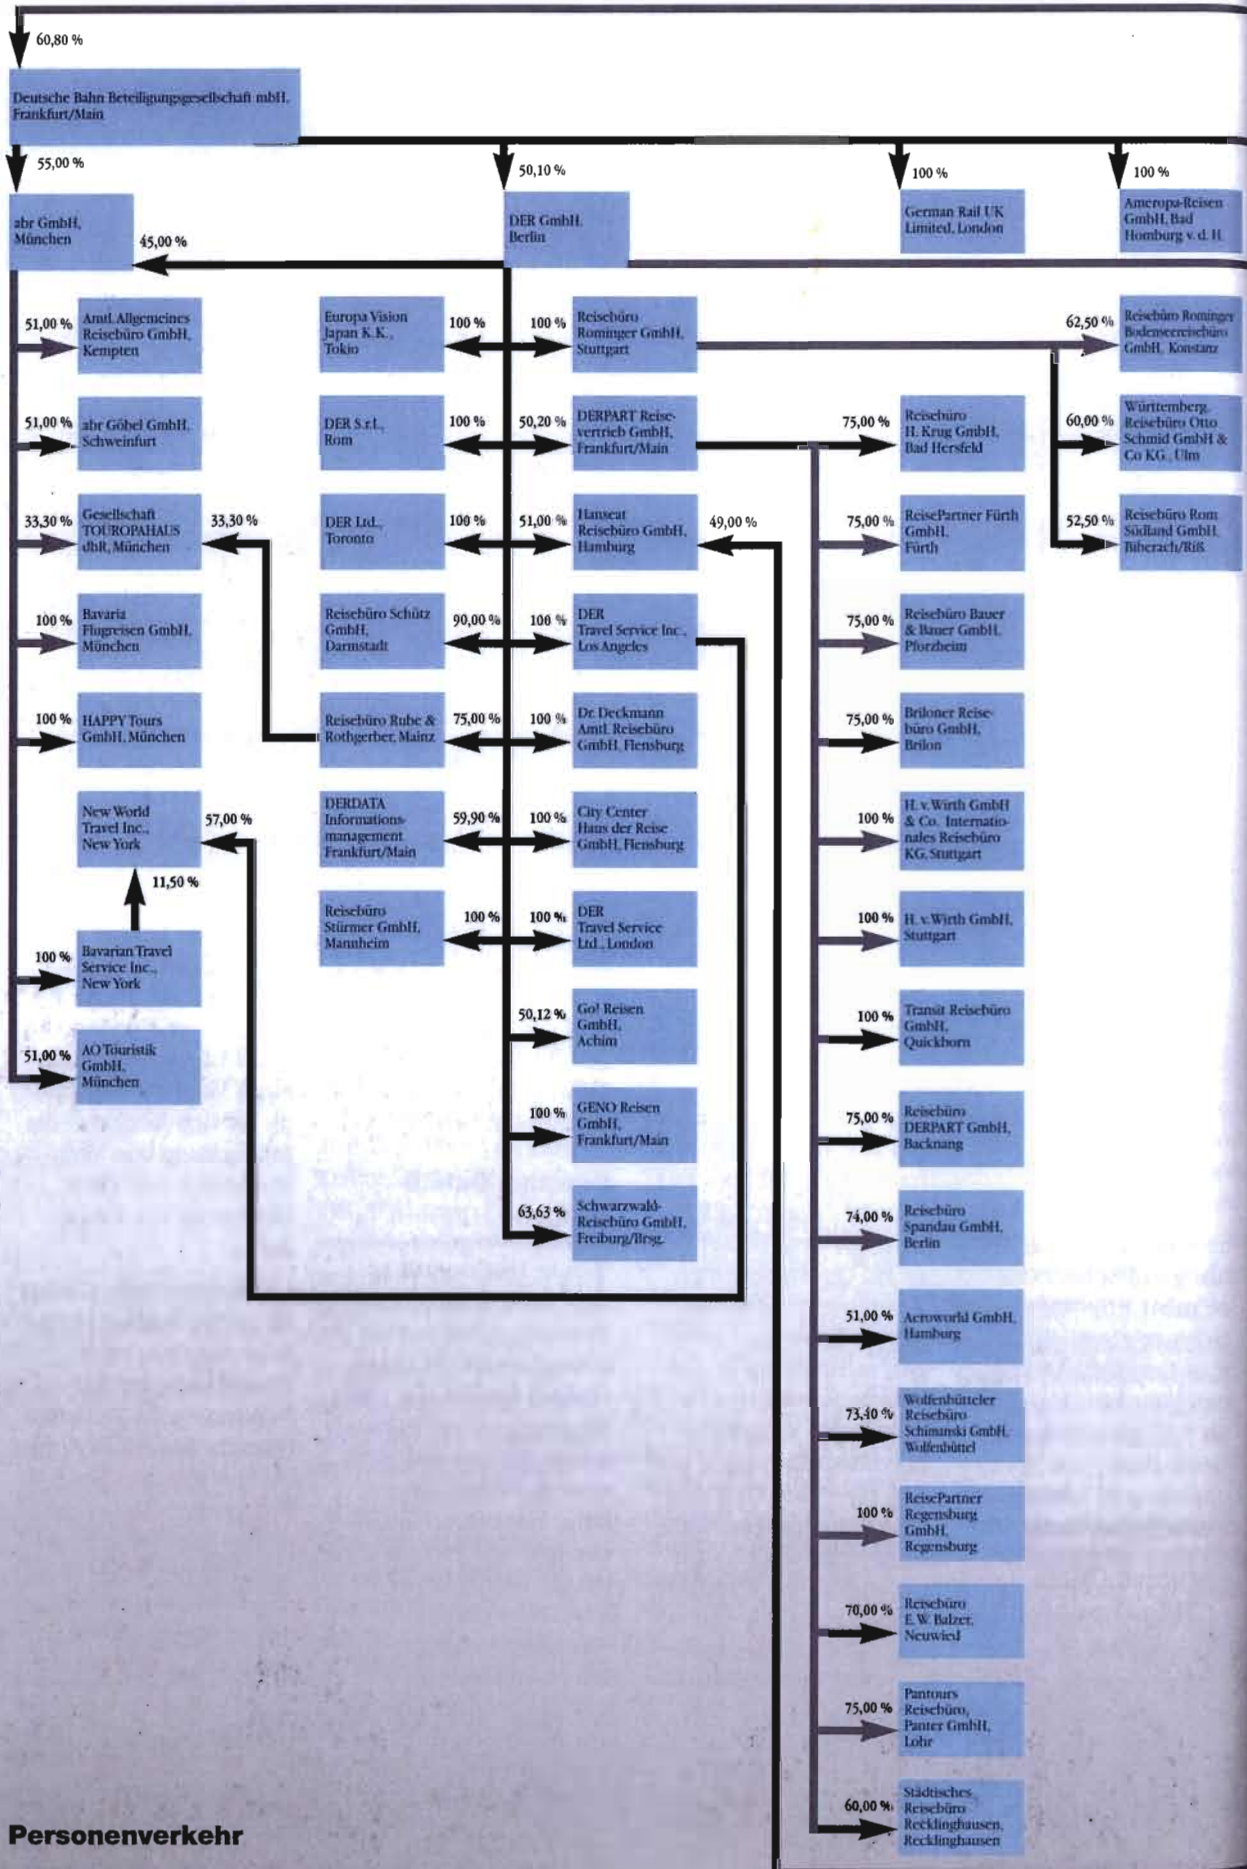 60,80 %
Deutsche Bahn Beteiligungsgesellschaft mbH,
Frankfurt/Main
55,00 %
50,10 %
100 %
100 %
abr GmbH,
München
45,00 %
DER GmbH,
Berlin
German Rail UK
Limited, London
Ameropa-Reisen
GmbH, Bad
Homburg v. d. H.
51,00 %
Amtl. Allgemeines
Reisebüro GmbH,
Kempten
51,00 %
abr Göbel GmbH,
Schweinfurt
33,30 %
Gesellschaft
TOUROPAHAUS
dbR, München
33,30 %
100 %
Bavaria
Flugreisen GmbH,
München
100 %
HAPPY Tours
GmbH, München
New World
Travel Inc.,
New York
57,00 %
11,50 %
100 %
Bavarian Travel
Service Inc.,
New York
51,00 %
AO Touristik
GmbH,
München
Europa Vision
Japan K.K.,
Tokio
100 %
DER S.r.l.,
Rom
100 %
DER Ltd.,
Toronto
100 %
Reisebüro Schütz
GmbH,
Darmstadt
90,00 %
Reisebüro Rube &
Rothgerber, Mainz
75,00 %
DERDATA
Informations-
management
Frankfurt/Main
59,90 %
Reisebüro
Stürmer GmbH,
Mannheim
100 %
100 %
Reisebüro
Rominger GmbH,
Stuttgart
50,20 %
DERPART Reise-
vertrieb GmbH,
Frankfurt/Main
51,00 %
Hanseat
Reisebüro GmbH,
Hamburg
49,00 %
100 %
DER
Travel Service Inc.,
Los Angeles
100 %
Dr. Deckmann
Amtl. Reisebüro
GmbH, Flensburg
100 %
City Center
Haus der Reise
GmbH, Flensburg
100 %
DER
Travel Service
Ltd., London
50,12 %
Go! Reisen
GmbH,
Achim
100 %
GENO Reisen
GmbH,
Frankfurt/Main
63,63 %
Schwarzwald-
Reisebüro GmbH,
Freiburg/Brsg.
75,00 %
Reisebüro
H. Krug GmbH,
Bad Hersfeld
75,00 %
ReisePartner Fürth
GmbH,
Fürth
75,00 %
Reisebüro Bauer
& Bauer GmbH,
Pforzheim
75,00 %
Briloner Reise-
büro GmbH,
Brilon
100 %
H. v. Wirth GmbH
& Co. Internatio-
nales Reisebüro
KG, Stuttgart
100 %
H. v. Wirth GmbH,
Stuttgart
100 %
Transit Reisebüro
GmbH,
Quickborn
75,00 %
Reisebüro
DERPART GmbH,
Backnang
74,00 %
Reisebüro
Spandau GmbH,
Berlin
51,00 %
Aeroworld GmbH,
Hamburg
73,40 %
Wolfenbütteler
Reisebüro
Schimanski GmbH,
Wolfenbüttel
100 %
ReisePartner
Regensburg
GmbH,
Regensburg
70,00 %
Reisebüro
E.W. Balzer,
Neuwied
75,00 %
Pantours
Reisebüro,
Panter GmbH,
Lohr
60,00 %
Städtisches
Reisebüro
Recklinghausen,
Recklinghausen
62,50 %
Reisebüro Rominger
Bodenseereisebüro
GmbH, Konstanz
60,00 %
Württemberg.
Reisebüro Otto
Schmid GmbH &
Co KG., Ulm
52,50 %
Reisebüro Rom.
Südland GmbH,
Biberach/Riß
Personenverkehr